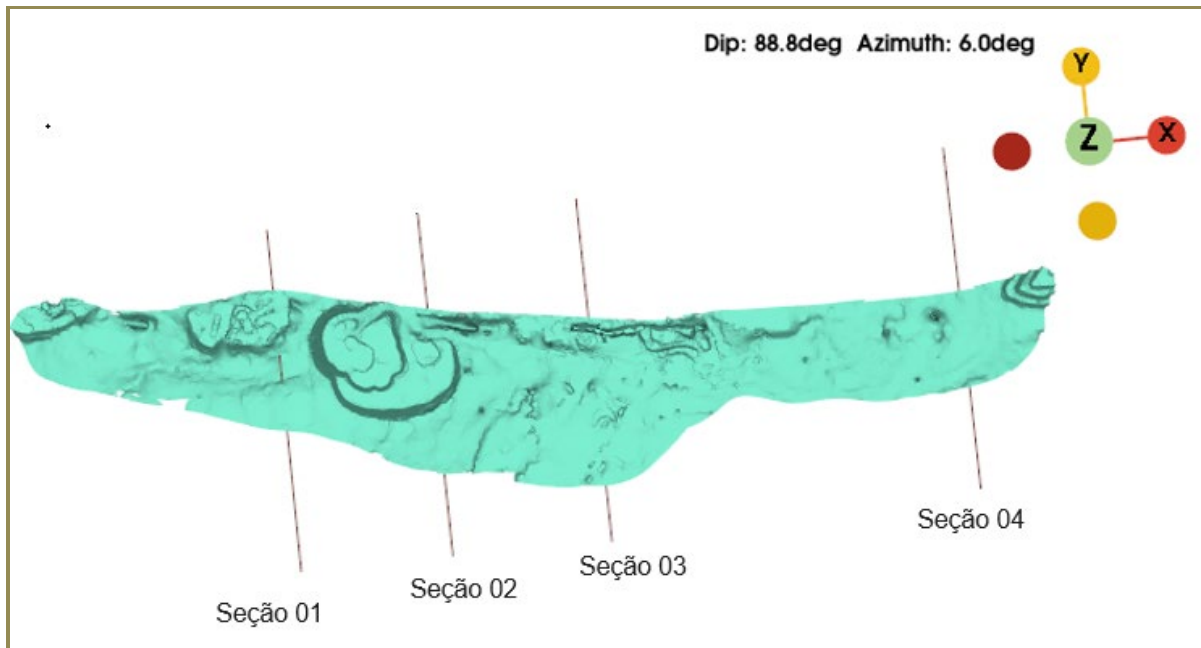 Dip: 88.8deg Azimuth: 6.0deg
Y
Z
X
Seção 04
Seção 03
Seção 02
Seção 01